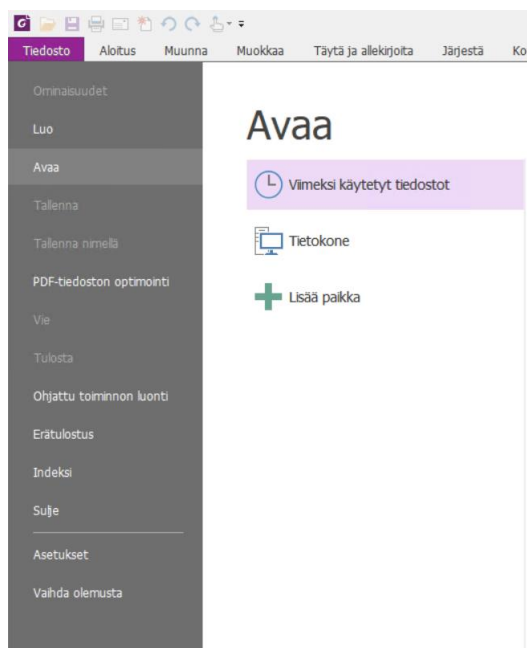 Tiedosto Aloitus Muunna Muokkaa Täytä ja allekirjoita Järjestä Ko
Ominaisuudet
Luo
Avaa
Tallenna
Tallenna nimellä
PDF-tiedoston optimointi
Vie
Tulosta
Ohjattu toiminnon luonti
Erätulostus
Indeksi
Sulje
Asetukset
Vaihda olemusta
Avaa
Viimeksi käytetyt tiedostot
Tietokone
Lisää paikka